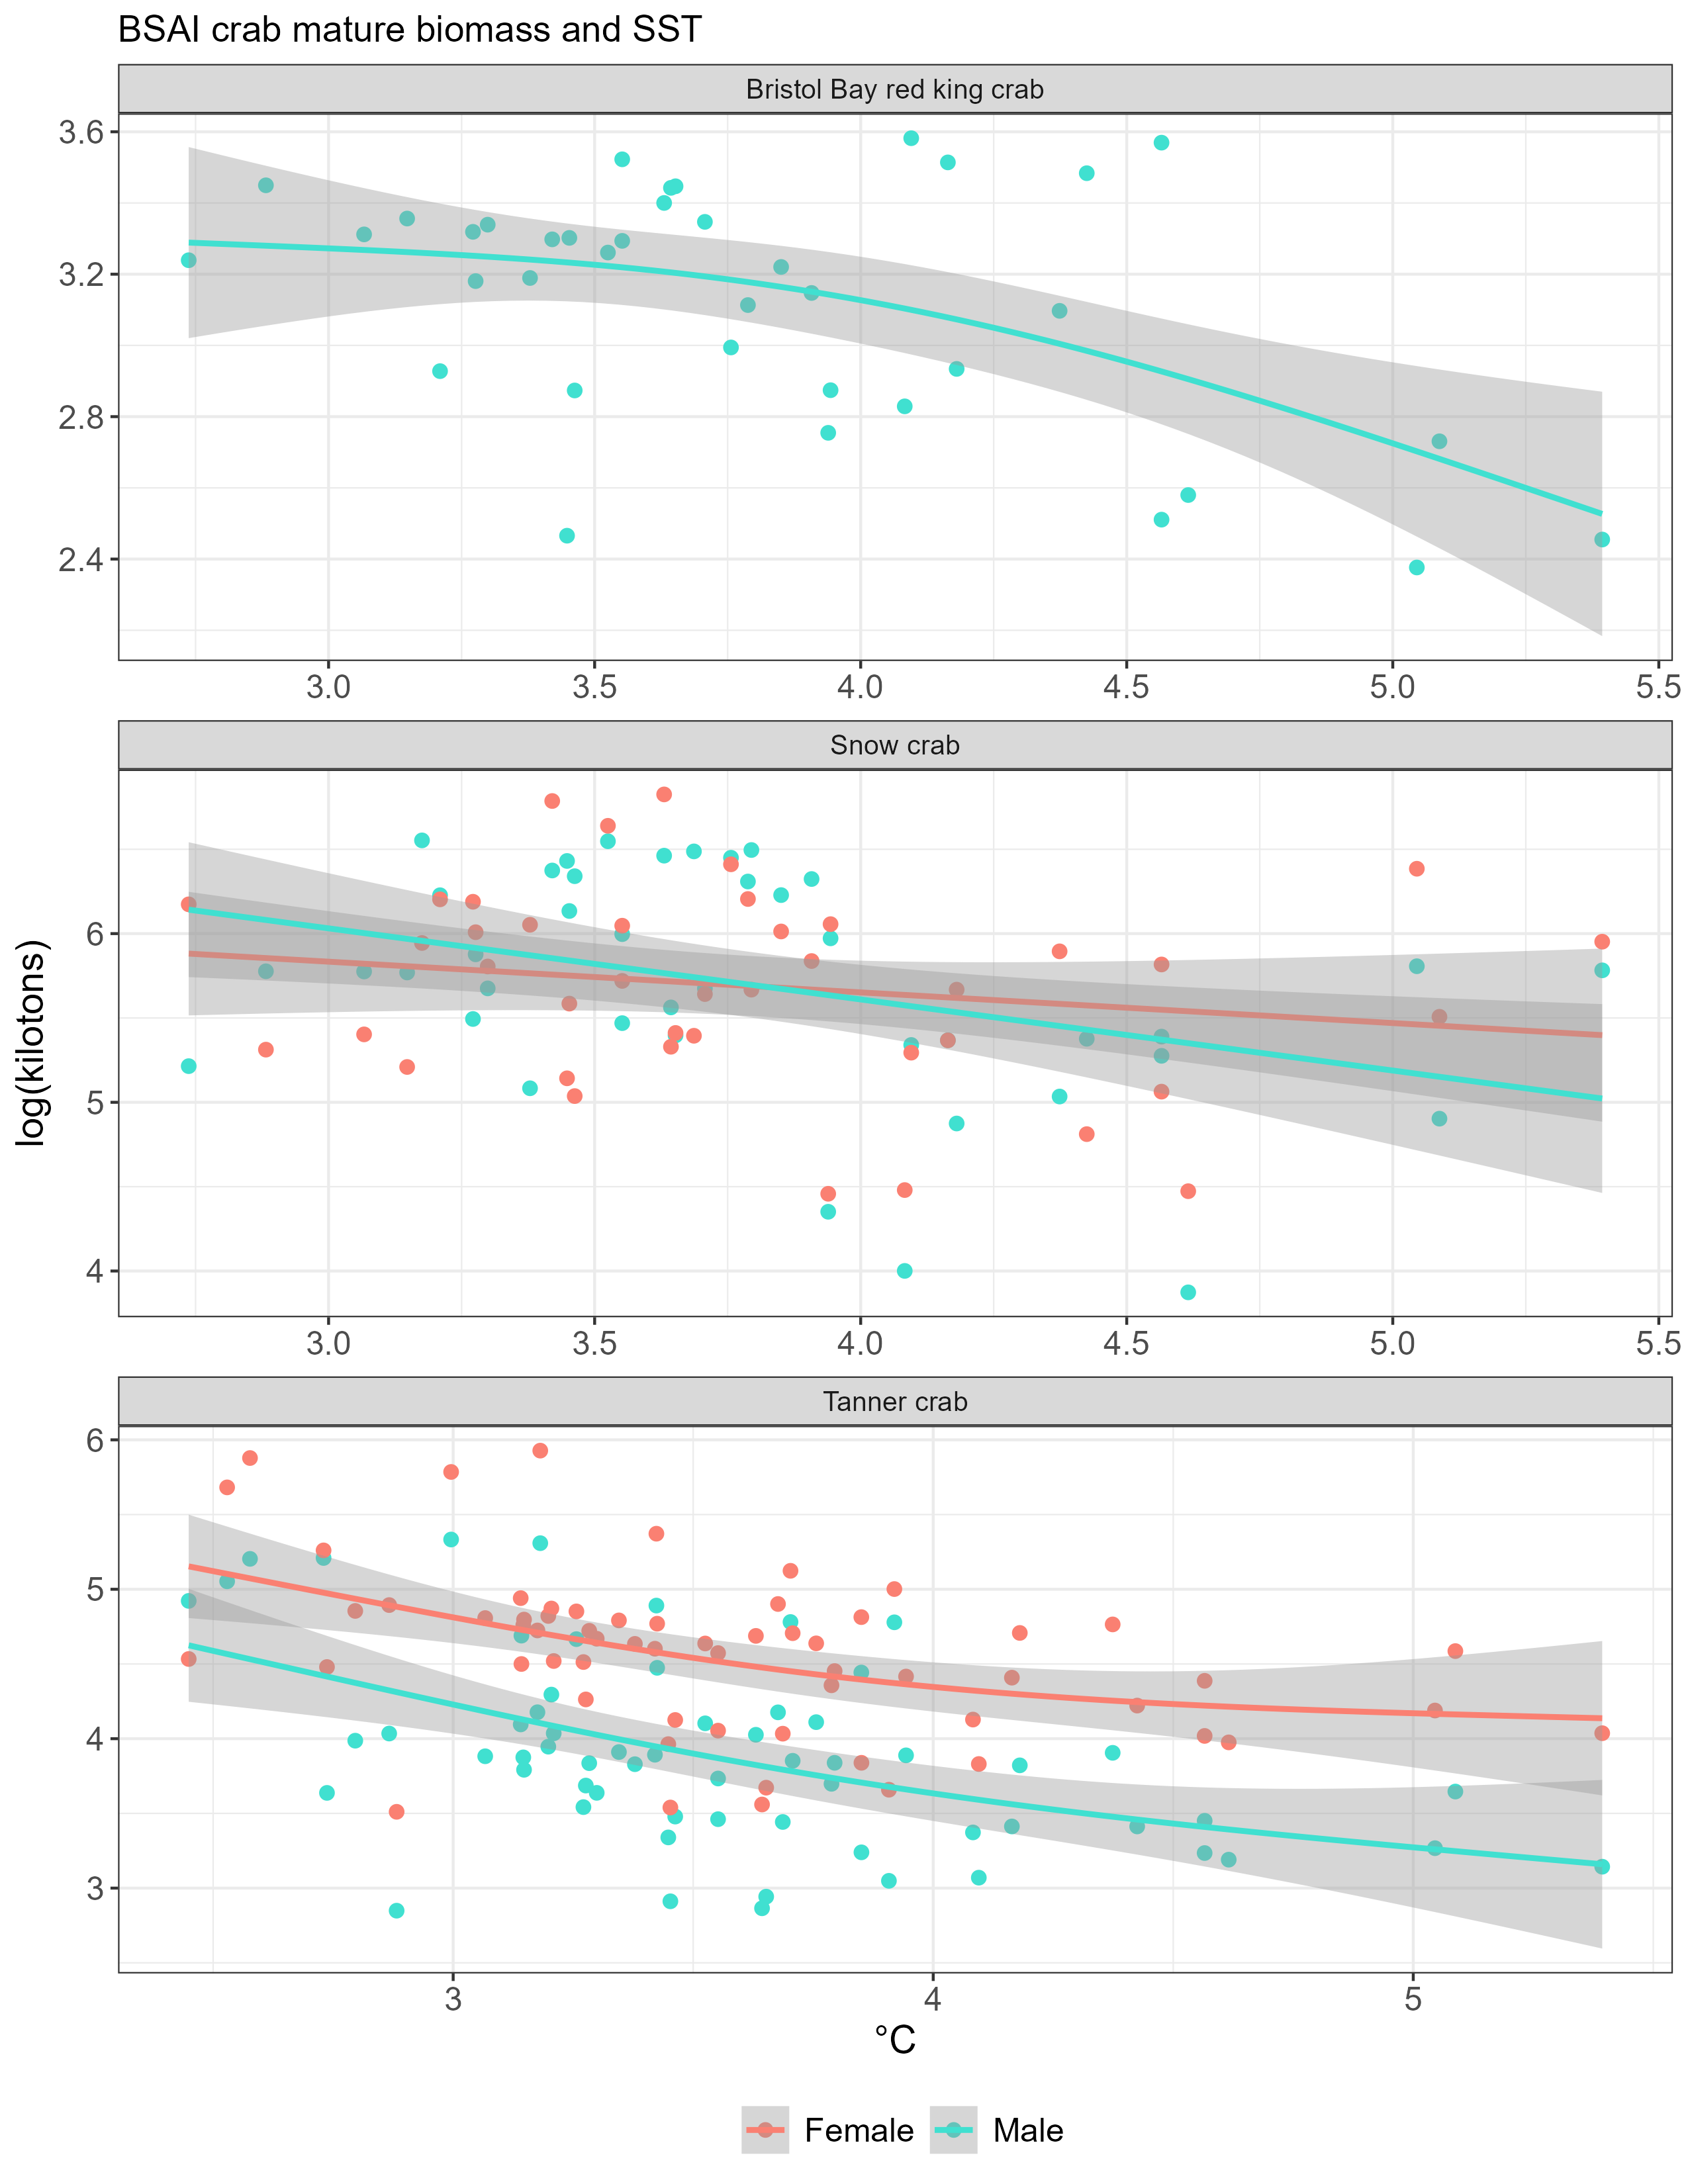 BSAI crab mature biomass and SST
Bristol Bay red king crab
3.6
3.2
2.8
2.4
3.0 3.5 4.0 4.5 5.0 5.5
Snow crab
log(kilotons)
6
5
4
3.0 3.5 4.0 4.5 5.0 5.5
Tanner crab
6
5
4
3
3 4 5
°C
Female Male